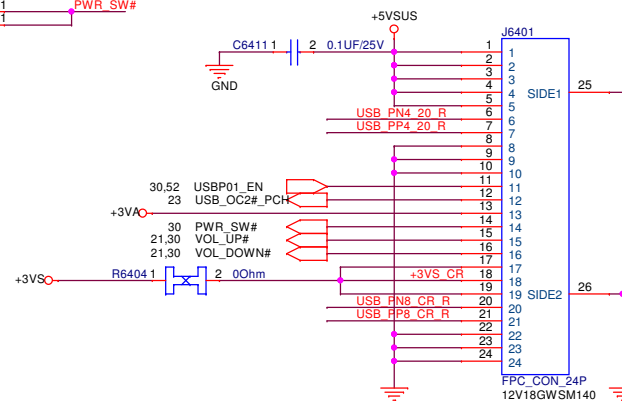 1 PWR_SW#
1
+5VSUS
J6401
C6411 1 2 0.1UF/25V
GND
1 1
2 2
3 3
4 4
5 5
SIDE1 25
USB_PN4_20_R 6 6
USB_PP4_20_R 7 7
8 8
9 9
10 10
30,52 USBP01_EN 11 11
23 USB_OC2#_PCH 12 12
+3VA 13 13
30 PWR_SW# 14 14
21,30 VOL_UP# 15 15
21,30 VOL_DOWN# 16 16
17 17
+3VS R6404 1 2 0Ohm +3VS_CR 18 18
19 19 SIDE2 26
USB_PN8_CR_R 20 20
USB_PP8_CR_R 21 21
22 22
23 23
24 24
FPC_CON_24P
12V18GWSM140